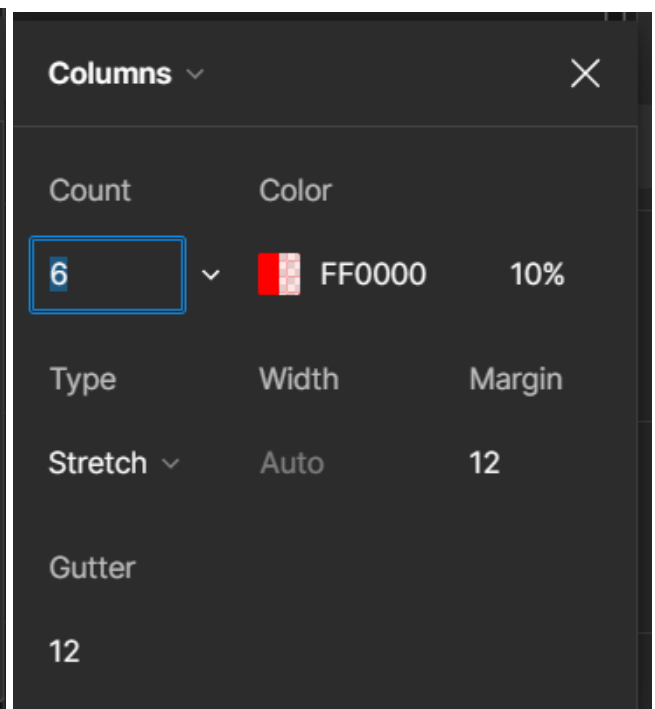 Columns
Count Color
6 FF0000 10%
Type Width Margin
Stretch Auto 12
Gutter
12